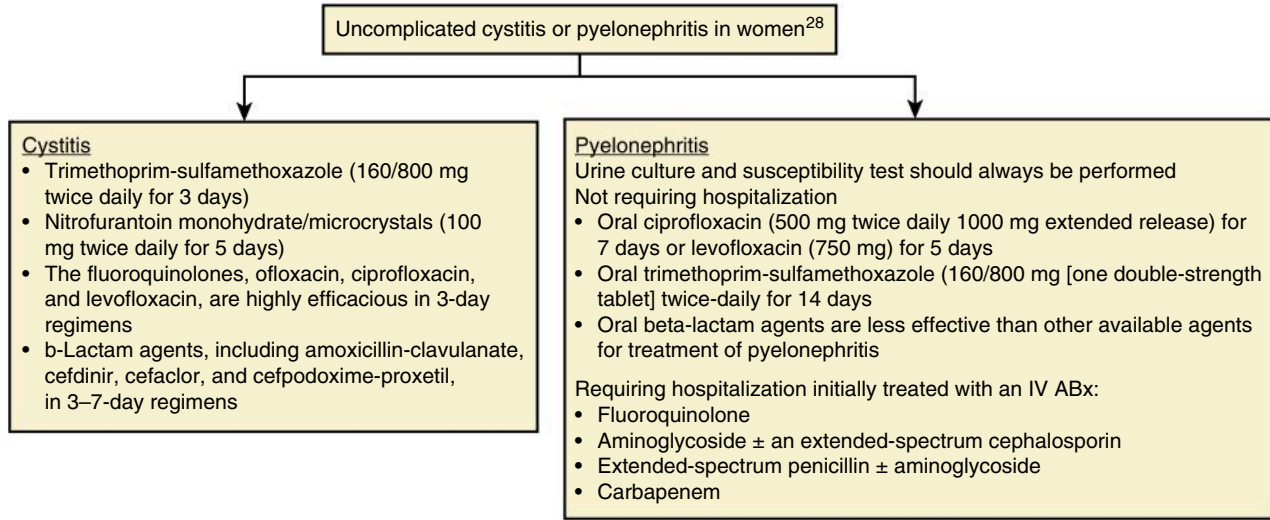 Uncomplicated cystitis or pyelonephritis in women28
Cystitis
• Trimethoprim-sulfamethoxazole (160/800 mg
twice daily for 3 days)
• Nitrofurantoin monohydrate/microcrystals (100
mg twice daily for 5 days)
• The fluoroquinolones, ofloxacin, ciprofloxacin,
and levofloxacin, are highly efficacious in 3-day
regimens
• b-Lactam agents, including amoxicillin-clavulanate,
cefdinir, cefaclor, and cefpodoxime-proxetil,
in 3–7-day regimens
Pyelonephritis
Urine culture and susceptibility test should always be performed
Not requiring hospitalization
• Oral ciprofloxacin (500 mg twice daily 1000 mg extended release) for
7 days or levofloxacin (750 mg) for 5 days
• Oral trimethoprim-sulfamethoxazole (160/800 mg [one double-strength
tablet] twice-daily for 14 days
• Oral beta-lactam agents are less effective than other available agents
for treatment of pyelonephritis
Requiring hospitalization initially treated with an IV ABx:
• Fluoroquinolone
• Aminoglycoside ± an extended-spectrum cephalosporin
• Extended-spectrum penicillin ± aminoglycoside
• Carbapenem